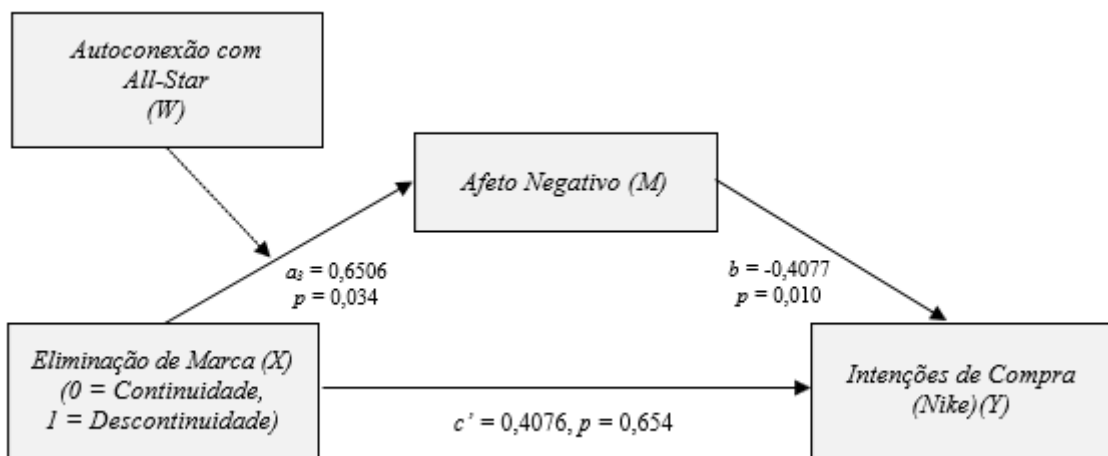 Autoconexão com
All-Star
(W)
Afeto Negativo (M)
a₃ = 0,6506
p = 0,034
b = -0,4077
p = 0,010
Eliminação de Marca (X)
(0 = Continuidade,
1 = Descontinuidade)
c’ = 0,4076, p = 0,654
Intenções de Compra
(Nike)(Y)